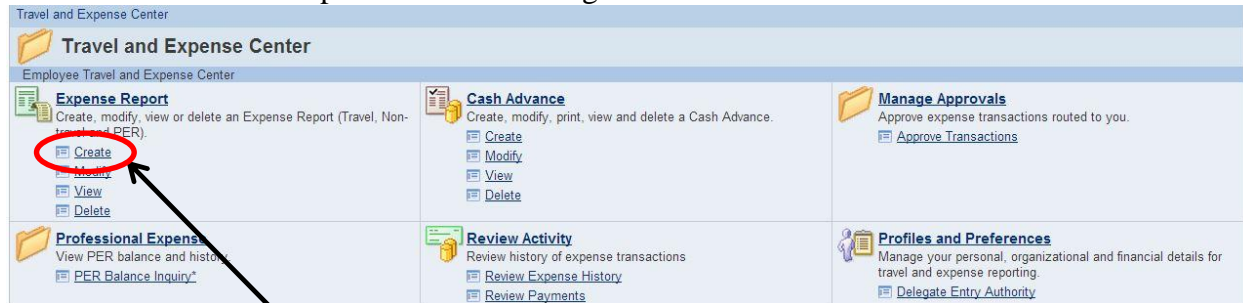 Travel and Expense Center
Travel and Expense Center
Employee Travel and Expense Center
Expense Report
Create, modify, view or delete an Expense Report (Travel, Non-
travel and PER).
Create
Modify
View
Delete
Cash Advance
Create, modify, print, view and delete a Cash Advance.
Create
Modify
View
Delete
Manage Approvals
Approve expense transactions routed to you.
Approve Transactions
Professional Expense
View PER balance and history.
PER Balance Inquiry*
Review Activity
Review history of expense transactions
Review Expense History
Review Payments
Profiles and Preferences
Manage your personal, organizational and financial details for
travel and expense reporting.
Delegate Entry Authority